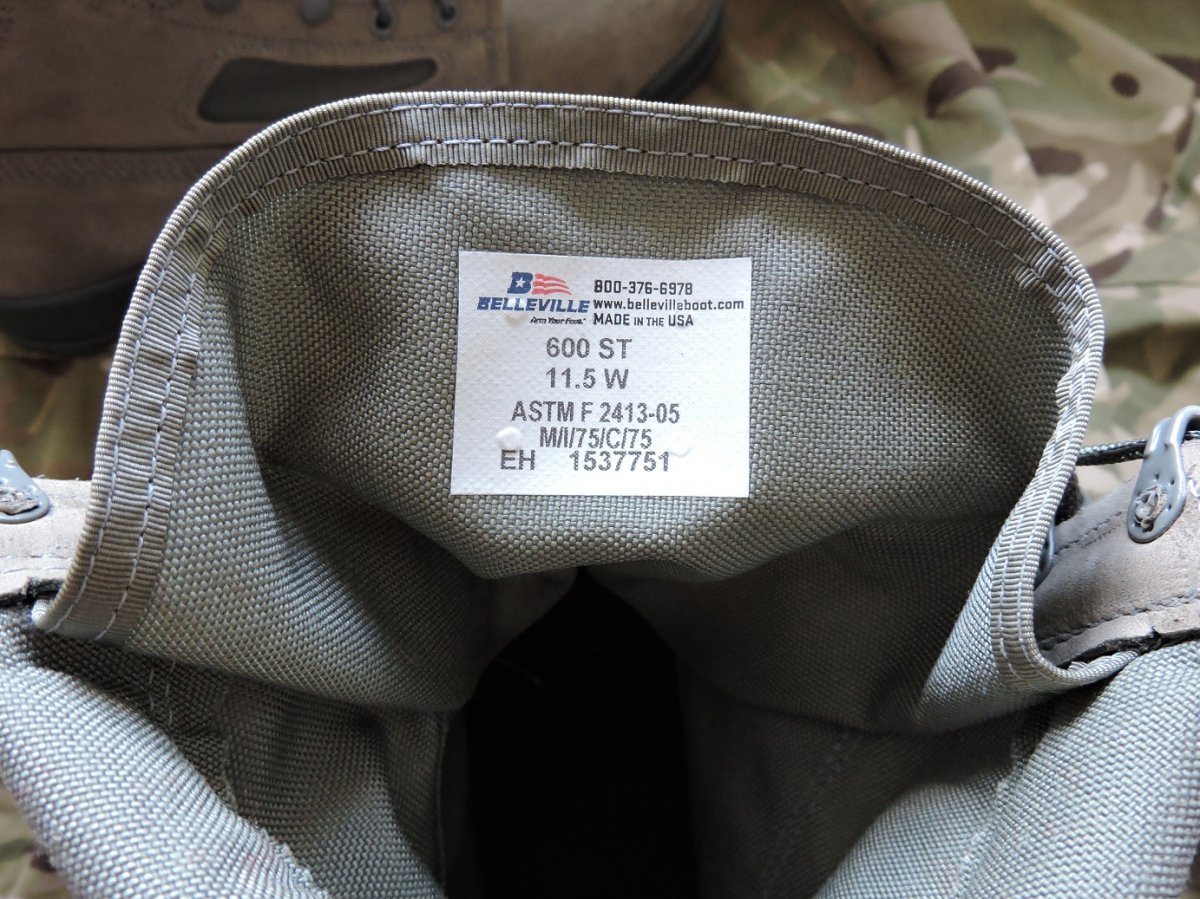 B
BELLEVILLE
Arm Your Feet.
800-376-6978
www.bellevilleboot.com
MADE IN THE USA
600 ST
11.5 W
ASTM F 2413-05
M/I/75/C/75
EH 1537751